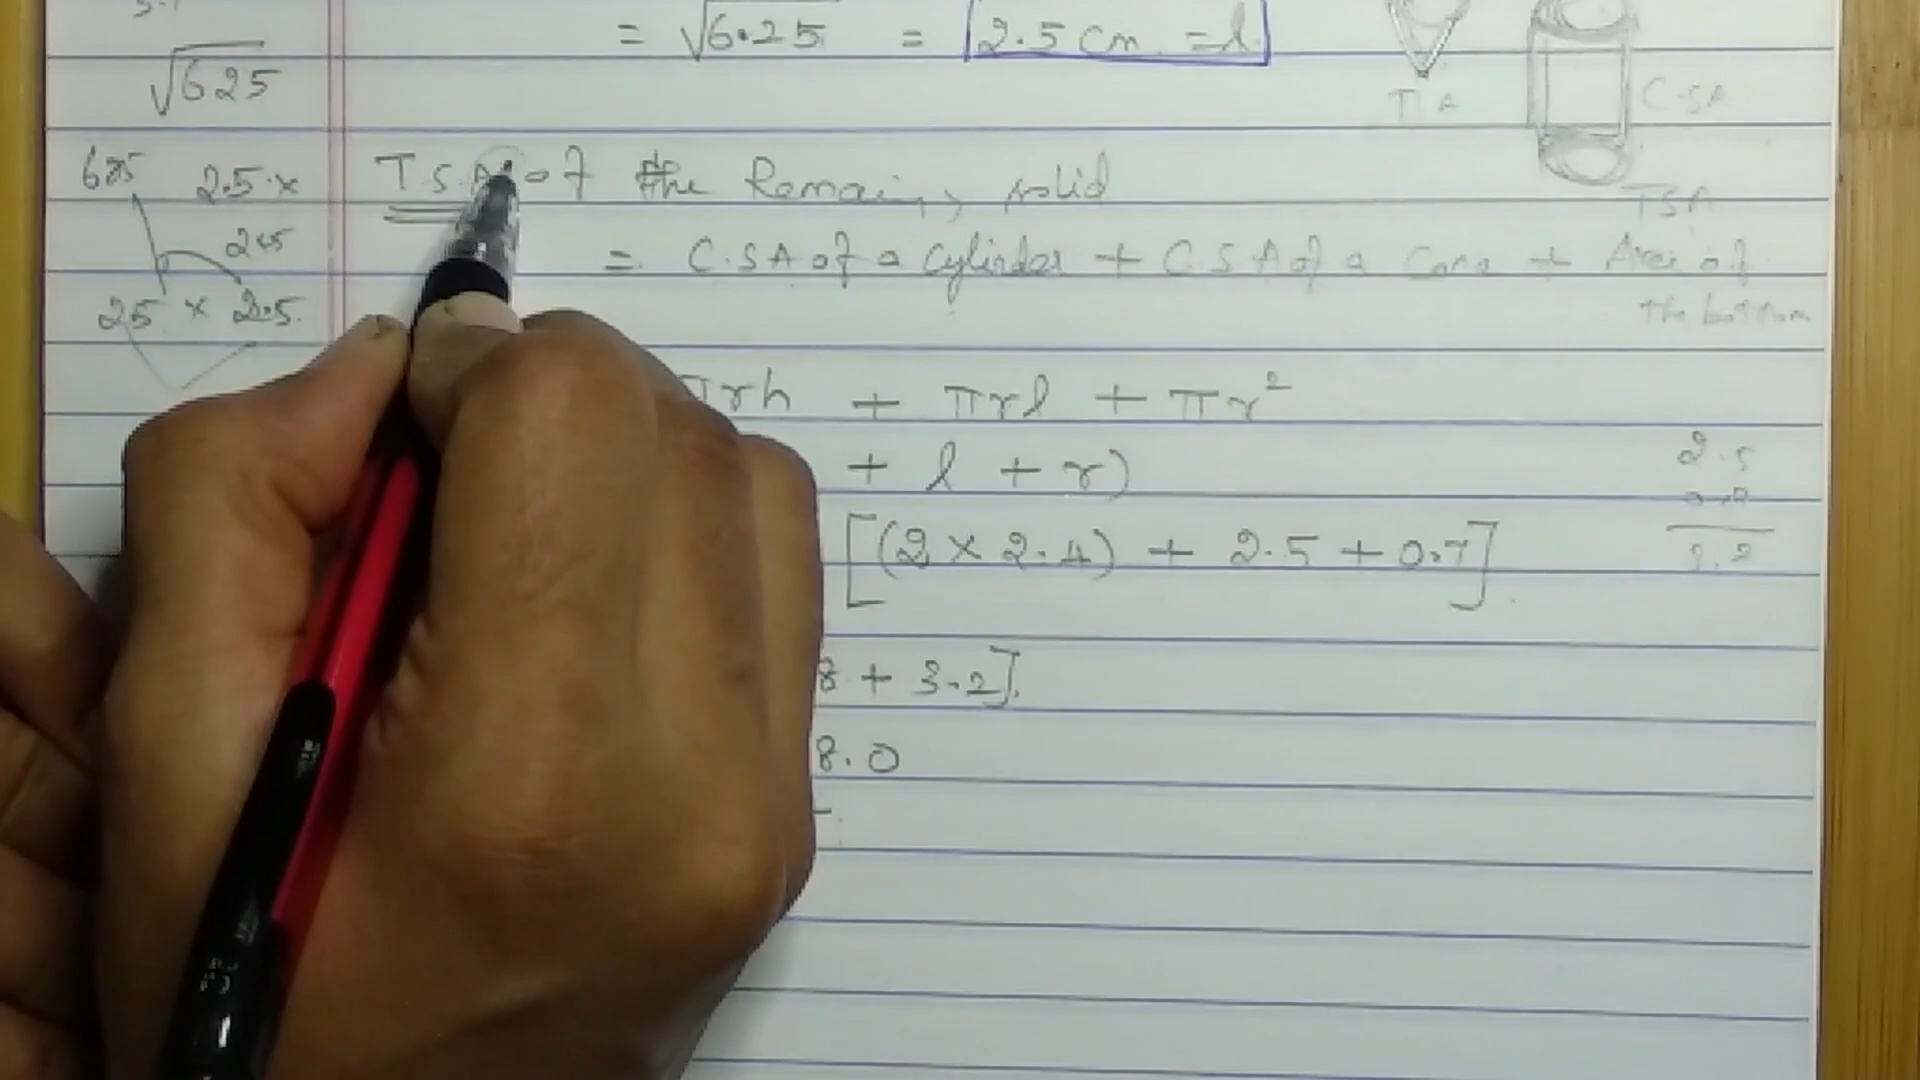 = √6.25 = 2.5 cm = l
√625
625 2.5 x
25
25 x 2.5
T.S.A of the Remaining solid
= C.S.A of a Cylinder + C.S.A of a Cone + Area of
the bottom
πrh + πrl + πr²
+ l + r)
[(2 × 2.4) + 2.5 + 0.7]
8 + 3.2]
8.0
2.5
3.2
C.S.A
TSA